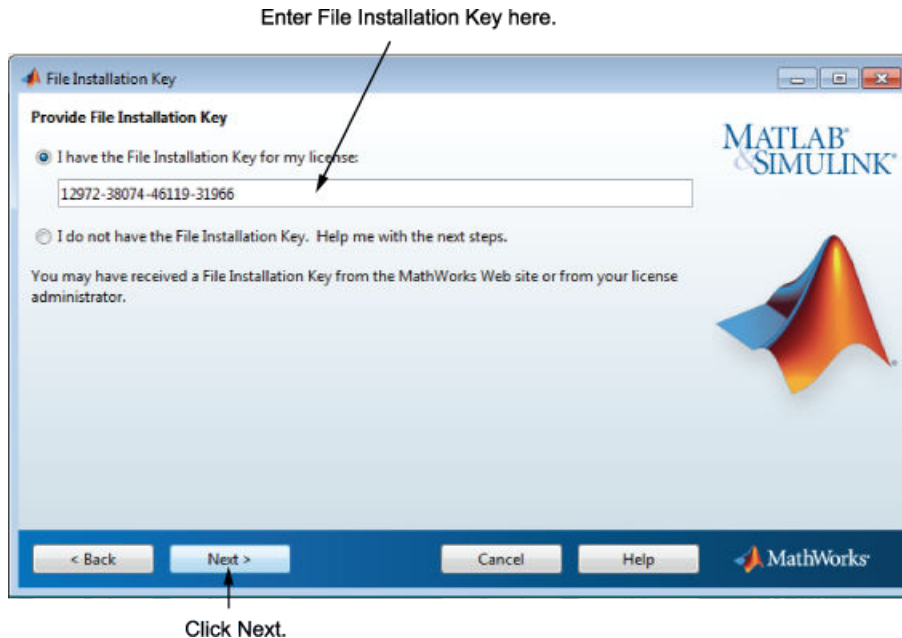 Enter File Installation Key here.
File Installation Key
Provide File Installation Key
I have the File Installation Key for my license:
12972-38074-46119-31966
I do not have the File Installation Key. Help me with the next steps.
You may have received a File Installation Key from the MathWorks Web site or from your license
administrator.
MATLAB®
&SIMULINK®
< Back
Next >
Cancel
Help
MathWorks®
Click Next.